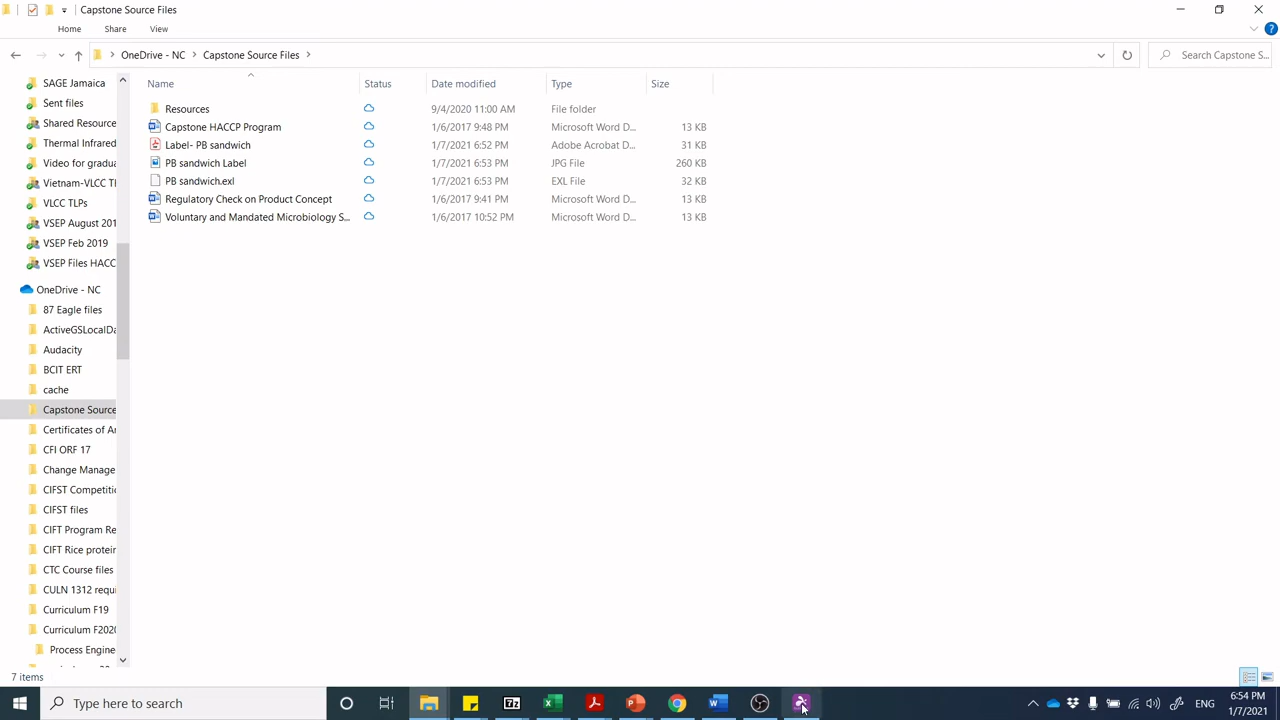 Capstone Source Files
Home Share View
OneDrive - NC Capstone Source Files
Search Capstone S...
Name Status Date modified Type Size
SAGE Jamaica
Sent files
Shared Resource
Thermal Infrared
Video for gradua
Vietnam-VLCC Tl
VLCC TLPs
VSEP August 201
VSEP Feb 2019
VSEP Files HACC
OneDrive - NC
87 Eagle files
ActiveGSLocalDa
Audacity
BCIT ERT
cache
Capstone Source
Certificates of Ar
CFI ORF 17
Change Manage
CIFST Competitic
CIFST files
CIFT Program Re
CIFT Rice protein
CTC Course files
CULN 1312 requ
Curriculum F19
Curriculum F2020
Process Enginee
Resources 9/4/2020 11:00 AM File folder
Capstone HACCP Program 1/6/2017 9:48 PM Microsoft Word D... 13 KB
Label- PB sandwich 1/7/2021 6:52 PM Adobe Acrobat D... 31 KB
PB sandwich Label 1/7/2021 6:53 PM JPG File 260 KB
PB sandwich.exl 1/7/2021 6:53 PM EXL File 32 KB
Regulatory Check on Product Concept 1/6/2017 9:41 PM Microsoft Word D... 13 KB
Voluntary and Mandated Microbiology S... 1/6/2017 10:52 PM Microsoft Word D... 13 KB
7 items
Type here to search
ENG
6:54 PM
1/7/2021